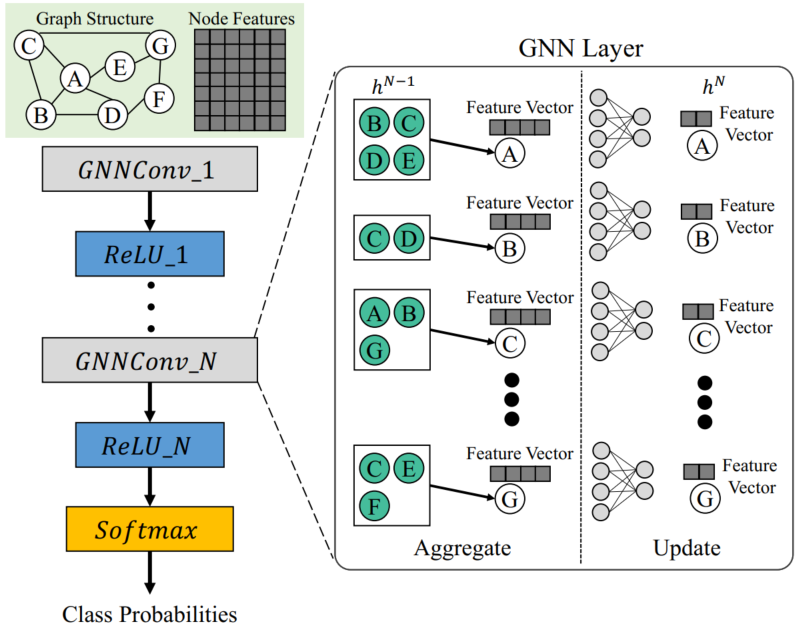 Graph Structure
Node Features
C
G
E
A
F
B
D
GNNConv_1
ReLU_1
GNNConv_N
ReLU_N
Softmax
Class Probabilities
GNN Layer
h^{N-1}
h^N
B C
D E
Feature Vector
A
Feature
Vector
A
C D
Feature Vector
B
Feature
Vector
B
A B
G
Feature Vector
C
Feature
Vector
C
C E
F
Feature Vector
G
Feature
Vector
G
Aggregate
Update